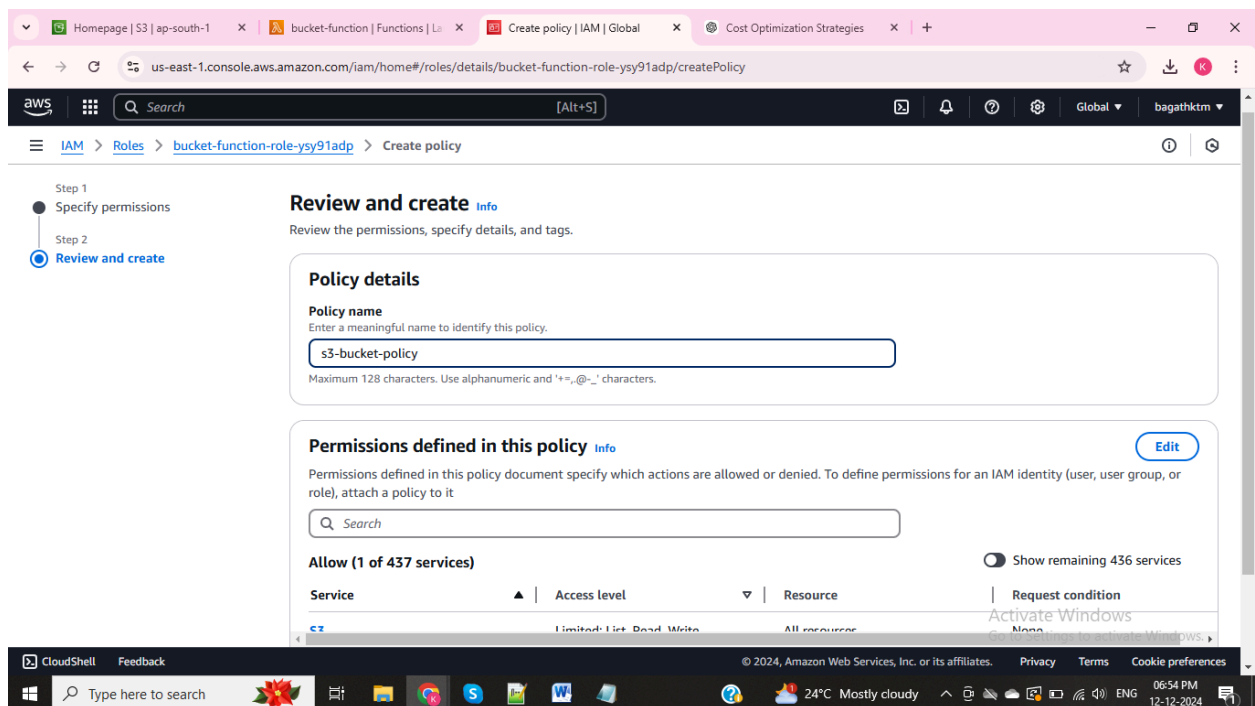 Homepage | S3 | ap-south-1
bucket-function | Functions | La
Create policy | IAM | Global
Cost Optimization Strategies
us-east-1.console.aws.amazon.com/iam/home#/roles/details/bucket-function-role-ysy91adp/createPolicy
K
aws
Search
[Alt+S]
Global
bagathktm
IAM > Roles > bucket-function-role-ysy91adp > Create policy
Step 1
Specify permissions
Step 2
Review and create
Review and create Info
Review the permissions, specify details, and tags.
Policy details
Policy name
Enter a meaningful name to identify this policy.
s3-bucket-policy
Maximum 128 characters. Use alphanumeric and '+=,.@-_' characters.
Permissions defined in this policy Info
Edit
Permissions defined in this policy document specify which actions are allowed or denied. To define permissions for an IAM identity (user, user group, or
role), attach a policy to it
Search
Allow (1 of 437 services)
Show remaining 436 services
Service Access level Resource Request condition
S3 Limited: List, Read, Write All resources None
Activate Windows
Go to Settings to activate Windows.
CloudShell Feedback © 2024, Amazon Web Services, Inc. or its affiliates. Privacy Terms Cookie preferences
Type here to search
24°C Mostly cloudy
ENG
06:54 PM
12-12-2024
1